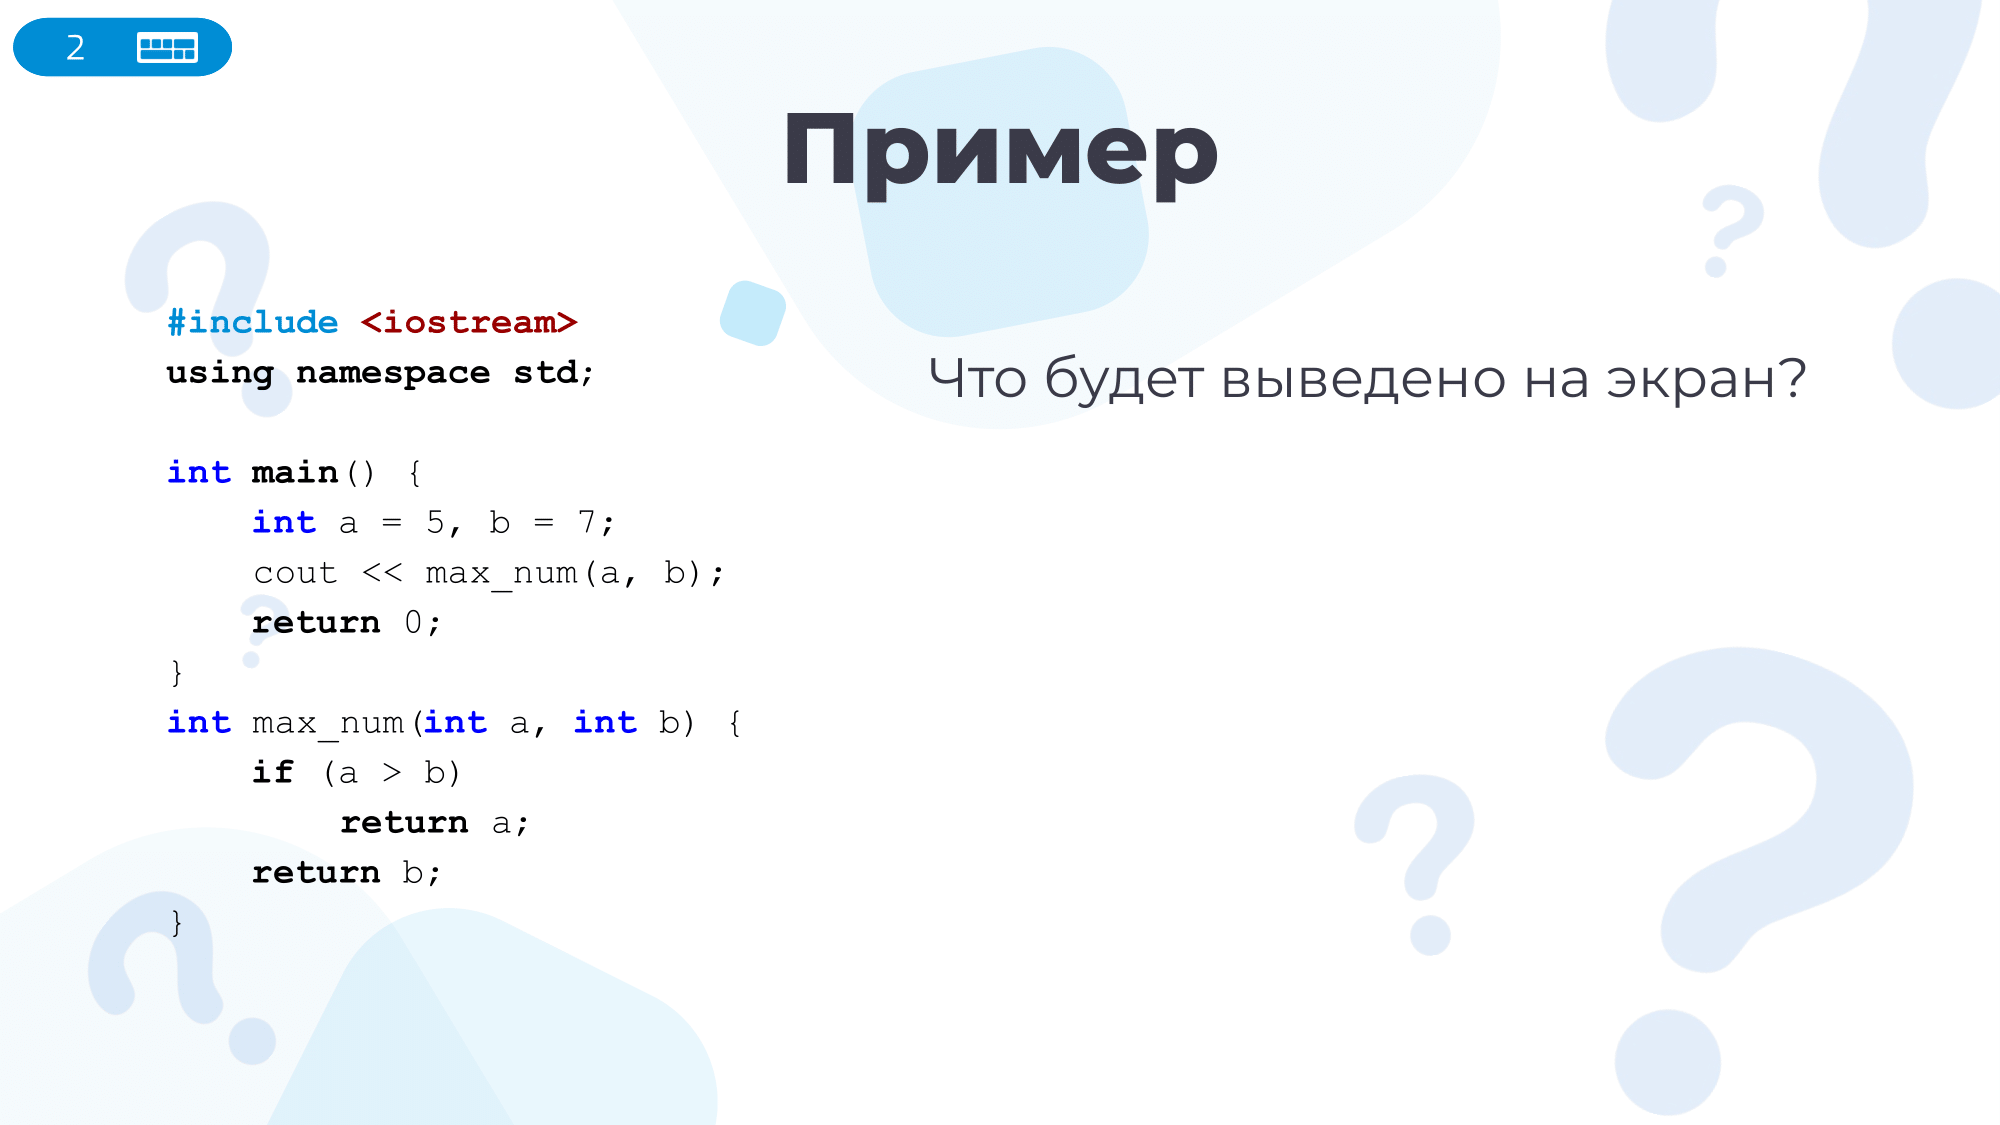 2
Пример
#include <iostream>
using namespace std;
int main() {
    int a = 5, b = 7;
    cout << max_num(a, b);
    return 0;
}
int max_num(int a, int b) {
    if (a > b)
        return a;
    return b;
}
Что будет выведено на экран?